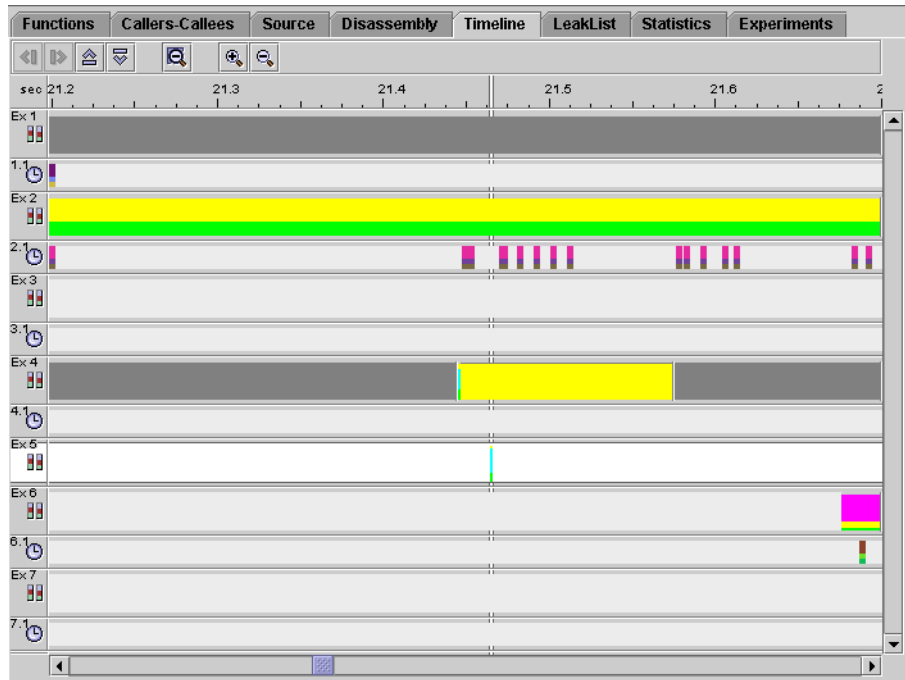 Functions Callers-Callees Source Disassembly Timeline LeakList Statistics Experiments
sec 21.2 21.3 21.4 21.5 21.6 2
Ex 1
1.1
Ex 2
2.1
Ex 3
3.1
Ex 4
4.1
Ex 5
Ex 6
6.1
Ex 7
7.1